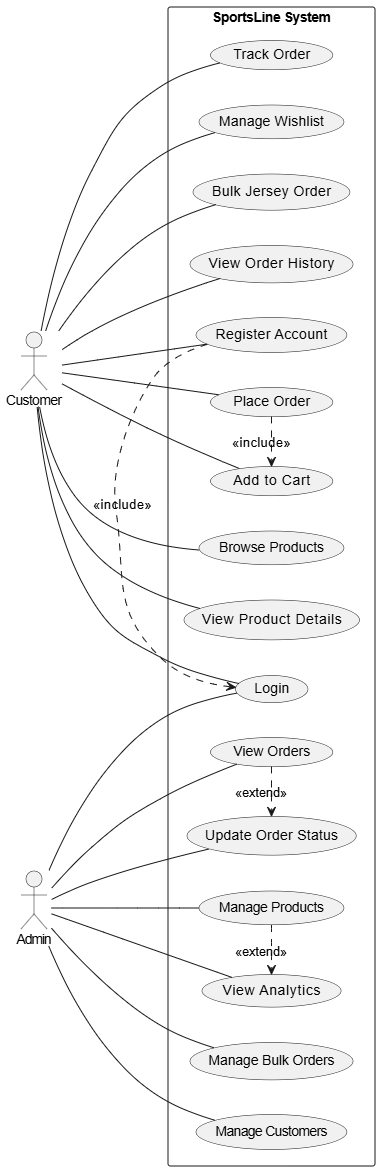 SportsLine System
Track Order
Manage Wishlist
Bulk Jersey Order
View Order History
Register Account
Customer
Place Order
«include»
Add to Cart
«include»
Browse Products
View Product Details
Login
View Orders
«extend»
Update Order Status
Manage Products
Admin
«extend»
View Analytics
Manage Bulk Orders
Manage Customers